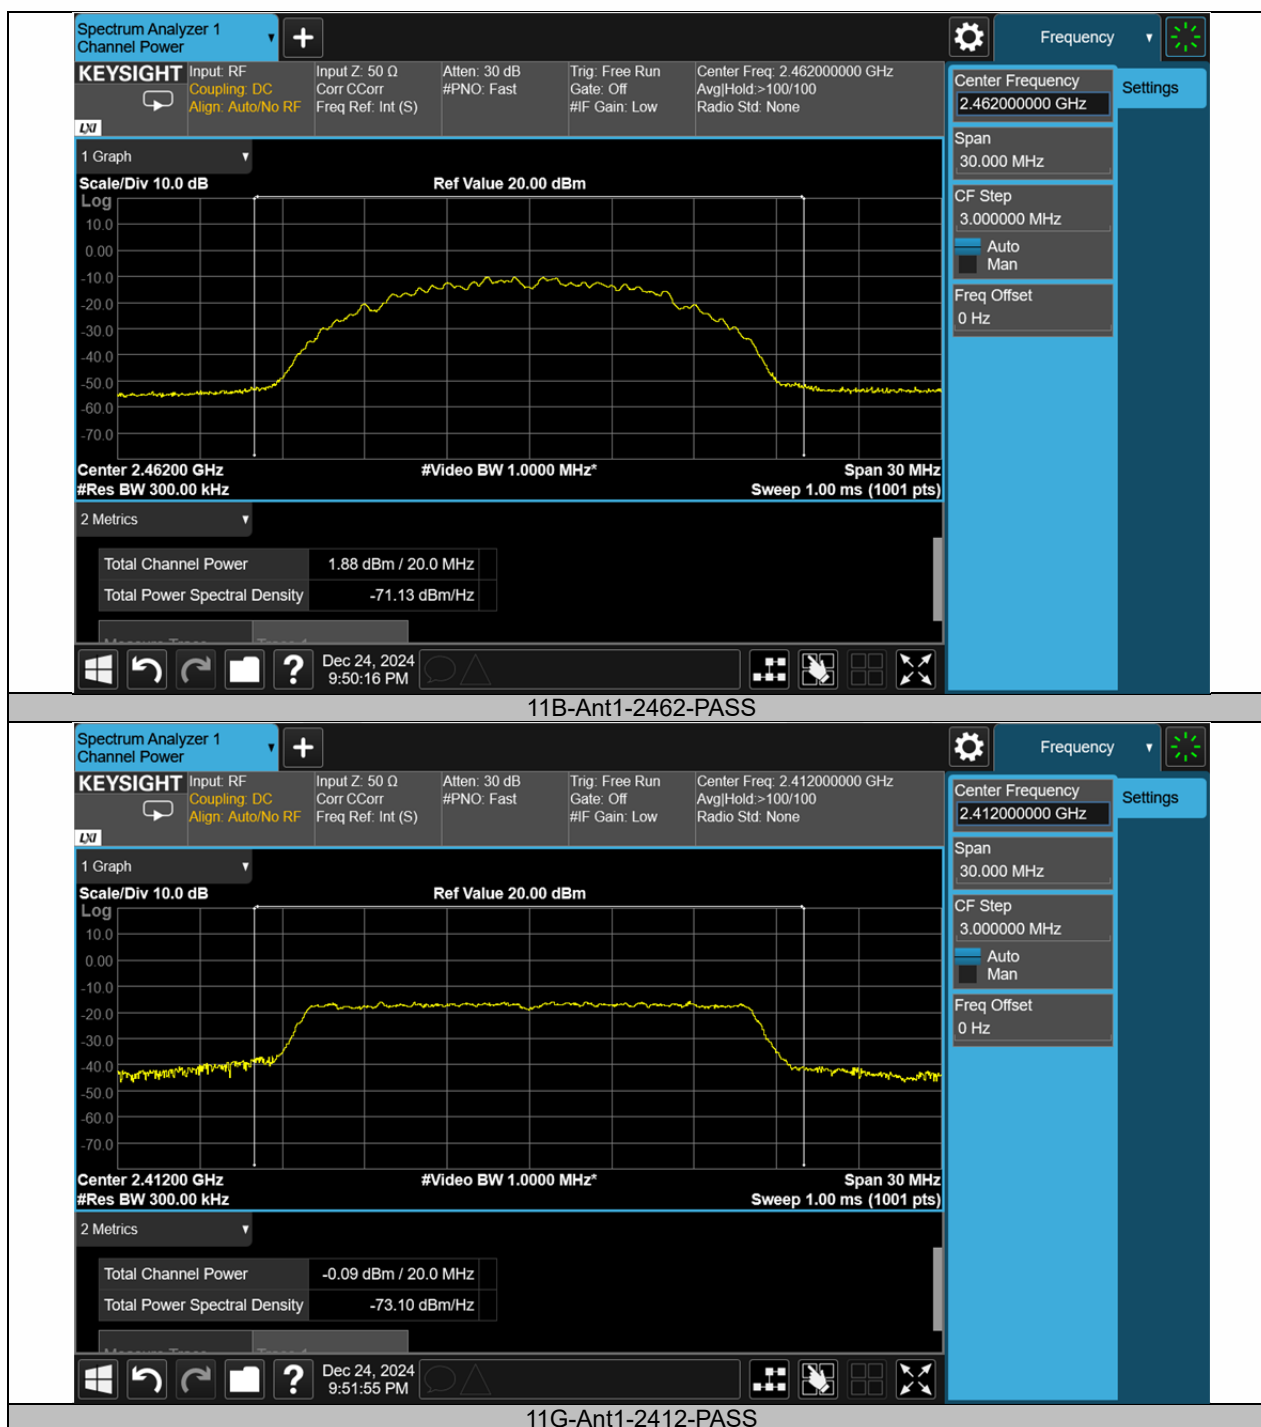 Spectrum Analyzer 1
Channel Power
Frequency
KEYSIGHT
LXI
Input: RF
Coupling: DC
Align: Auto/No RF
Input Z: 50 Ω
Corr CCorr
Freq Ref: Int (S)
Atten: 30 dB
#PNO: Fast
Trig: Free Run
Gate: Off
#IF Gain: Low
Center Freq: 2.462000000 GHz
Avg|Hold:>100/100
Radio Std: None
Center Frequency
2.462000000 GHz
Settings
Span
30.000 MHz
CF Step
3.000000 MHz
Auto
Man
Freq Offset
0 Hz
1 Graph
Scale/Div 10.0 dB
Ref Value 20.00 dBm
Log
10.0
0.00
-10.0
-20.0
-30.0
-40.0
-50.0
-60.0
-70.0
Center 2.46200 GHz
#Video BW 1.0000 MHz*
Span 30 MHz
#Res BW 300.00 kHz
Sweep 1.00 ms (1001 pts)
2 Metrics
Total Channel Power 1.88 dBm / 20.0 MHz
Total Power Spectral Density -71.13 dBm/Hz
Dec 24, 2024
9:50:16 PM
11B-Ant1-2462-PASS
Spectrum Analyzer 1
Channel Power
Frequency
KEYSIGHT
LXI
Input: RF
Coupling: DC
Align: Auto/No RF
Input Z: 50 Ω
Corr CCorr
Freq Ref: Int (S)
Atten: 30 dB
#PNO: Fast
Trig: Free Run
Gate: Off
#IF Gain: Low
Center Freq: 2.412000000 GHz
Avg|Hold:>100/100
Radio Std: None
Center Frequency
2.412000000 GHz
Settings
Span
30.000 MHz
CF Step
3.000000 MHz
Auto
Man
Freq Offset
0 Hz
1 Graph
Scale/Div 10.0 dB
Ref Value 20.00 dBm
Log
10.0
0.00
-10.0
-20.0
-30.0
-40.0
-50.0
-60.0
-70.0
Center 2.41200 GHz
#Video BW 1.0000 MHz*
Span 30 MHz
#Res BW 300.00 kHz
Sweep 1.00 ms (1001 pts)
2 Metrics
Total Channel Power -0.09 dBm / 20.0 MHz
Total Power Spectral Density -73.10 dBm/Hz
Dec 24, 2024
9:51:55 PM
11G-Ant1-2412-PASS